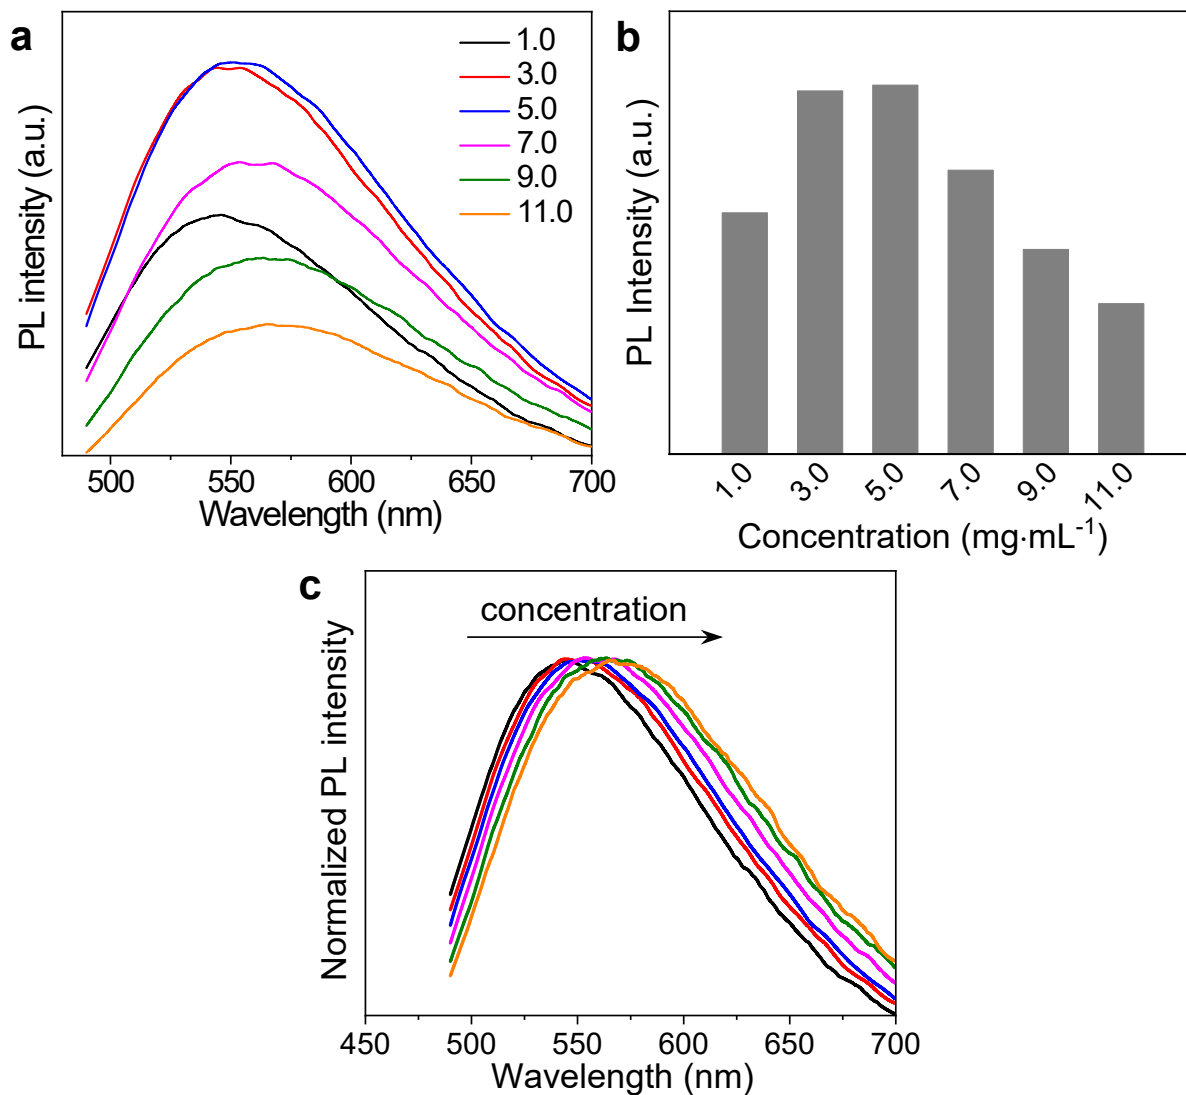 a
PL intensity (a.u.)
1.0
3.0
5.0
7.0
9.0
11.0
500
550
600
650
700
Wavelength (nm)
b
PL Intensity (a.u.)
1.0
3.0
5.0
7.0
9.0
11.0
Concentration (mg·mL⁻¹)
c
concentration
Normalized PL intensity
450
500
550
600
650
700
Wavelength (nm)